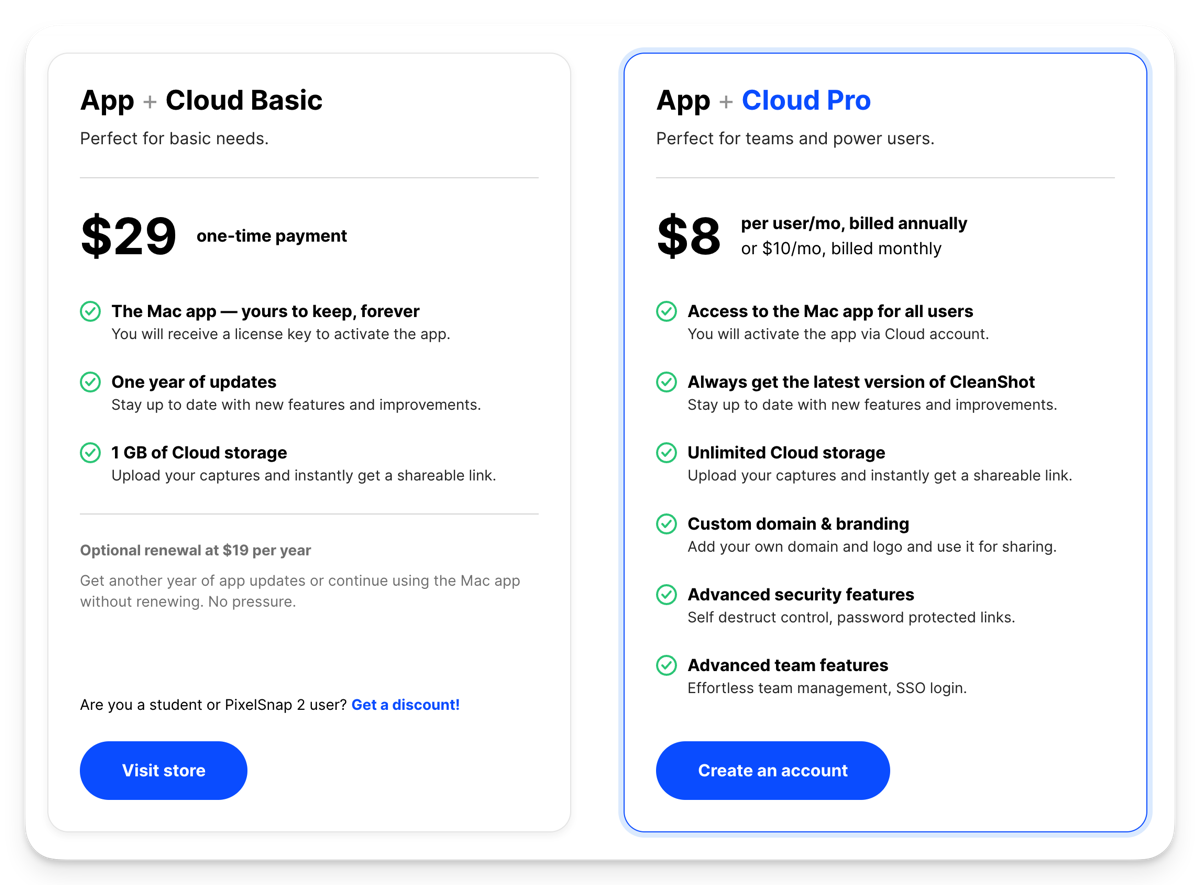 App + Cloud Basic
Perfect for basic needs.
$29 one-time payment
The Mac app — yours to keep, forever
You will receive a license key to activate the app.
One year of updates
Stay up to date with new features and improvements.
1 GB of Cloud storage
Upload your captures and instantly get a shareable link.
Optional renewal at $19 per year
Get another year of app updates or continue using the Mac app
without renewing. No pressure.
Are you a student or PixelSnap 2 user? Get a discount!
Visit store
App + Cloud Pro
Perfect for teams and power users.
$8 per user/mo, billed annually
or $10/mo, billed monthly
Access to the Mac app for all users
You will activate the app via Cloud account.
Always get the latest version of CleanShot
Stay up to date with new features and improvements.
Unlimited Cloud storage
Upload your captures and instantly get a shareable link.
Custom domain & branding
Add your own domain and logo and use it for sharing.
Advanced security features
Self destruct control, password protected links.
Advanced team features
Effortless team management, SSO login.
Create an account